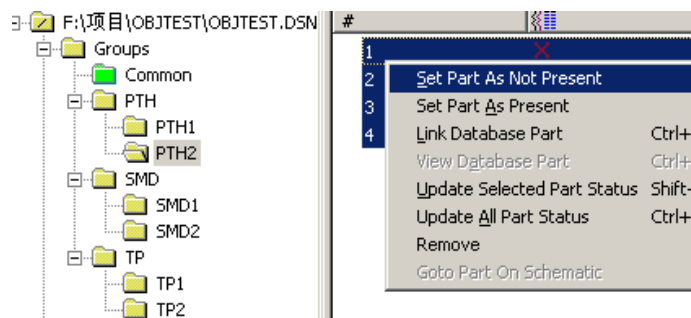 F:\项目\OBJTEST\OBJTEST.DSN
Groups
Common
PTH
PTH1
PTH2
SMD
SMD1
SMD2
TP
TP1
TP2
#
1
2
3
4
Set Part As Not Present
Set Part As Present
Link Database Part Ctrl+
View Database Part Ctrl+
Update Selected Part Status Shift-
Update All Part Status Ctrl+
Remove
Goto Part On Schematic